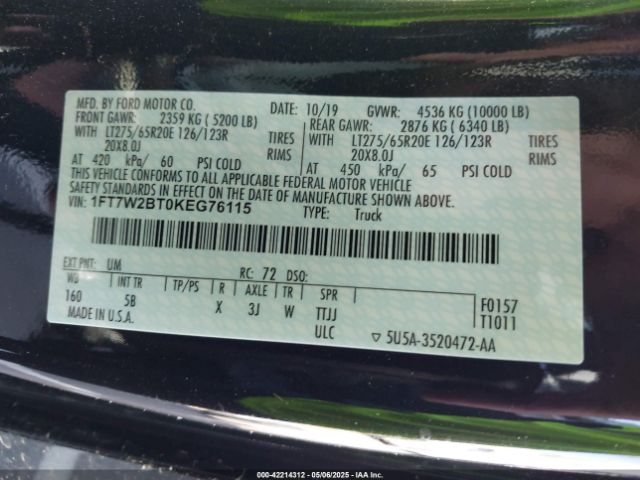 MFD. BY FORD MOTOR CO. DATE: 10/19 GVWR: 4536 KG (10000 LB)
FRONT GAWR: 2359 KG (5200 LB) REAR GAWR: 2876 KG (6340 LB)
WITH LT275/65R20E 126/123R TIRES WITH LT275/65R20E 126/123R TIRES
20X8.0J RIMS 20X8.0J RIMS
AT 420 kPa/ 60 PSI COLD AT 450 kPa/ 65 PSI COLD
THIS VEHICLE CONFORMS TO ALL APPLICABLE FEDERAL MOTOR VEHICLE
SAFETY STANDARDS IN EFFECT ON THE DATE OF MANUFACTURE SHOWN ABOVE.
VIN: 1FT7W2BT0KEG76115 TYPE: Truck
EXT PNT: UM RC: 72 DSO:
WB INT TR TP/PS R AXLE TR SPR
160 5B X 3J W TTJJ F0157
MADE IN U.S.A. ULC T1011
▽ 5U5A-3520472-AA
000-42214312 - 05/06/2025 - IAAI.CA